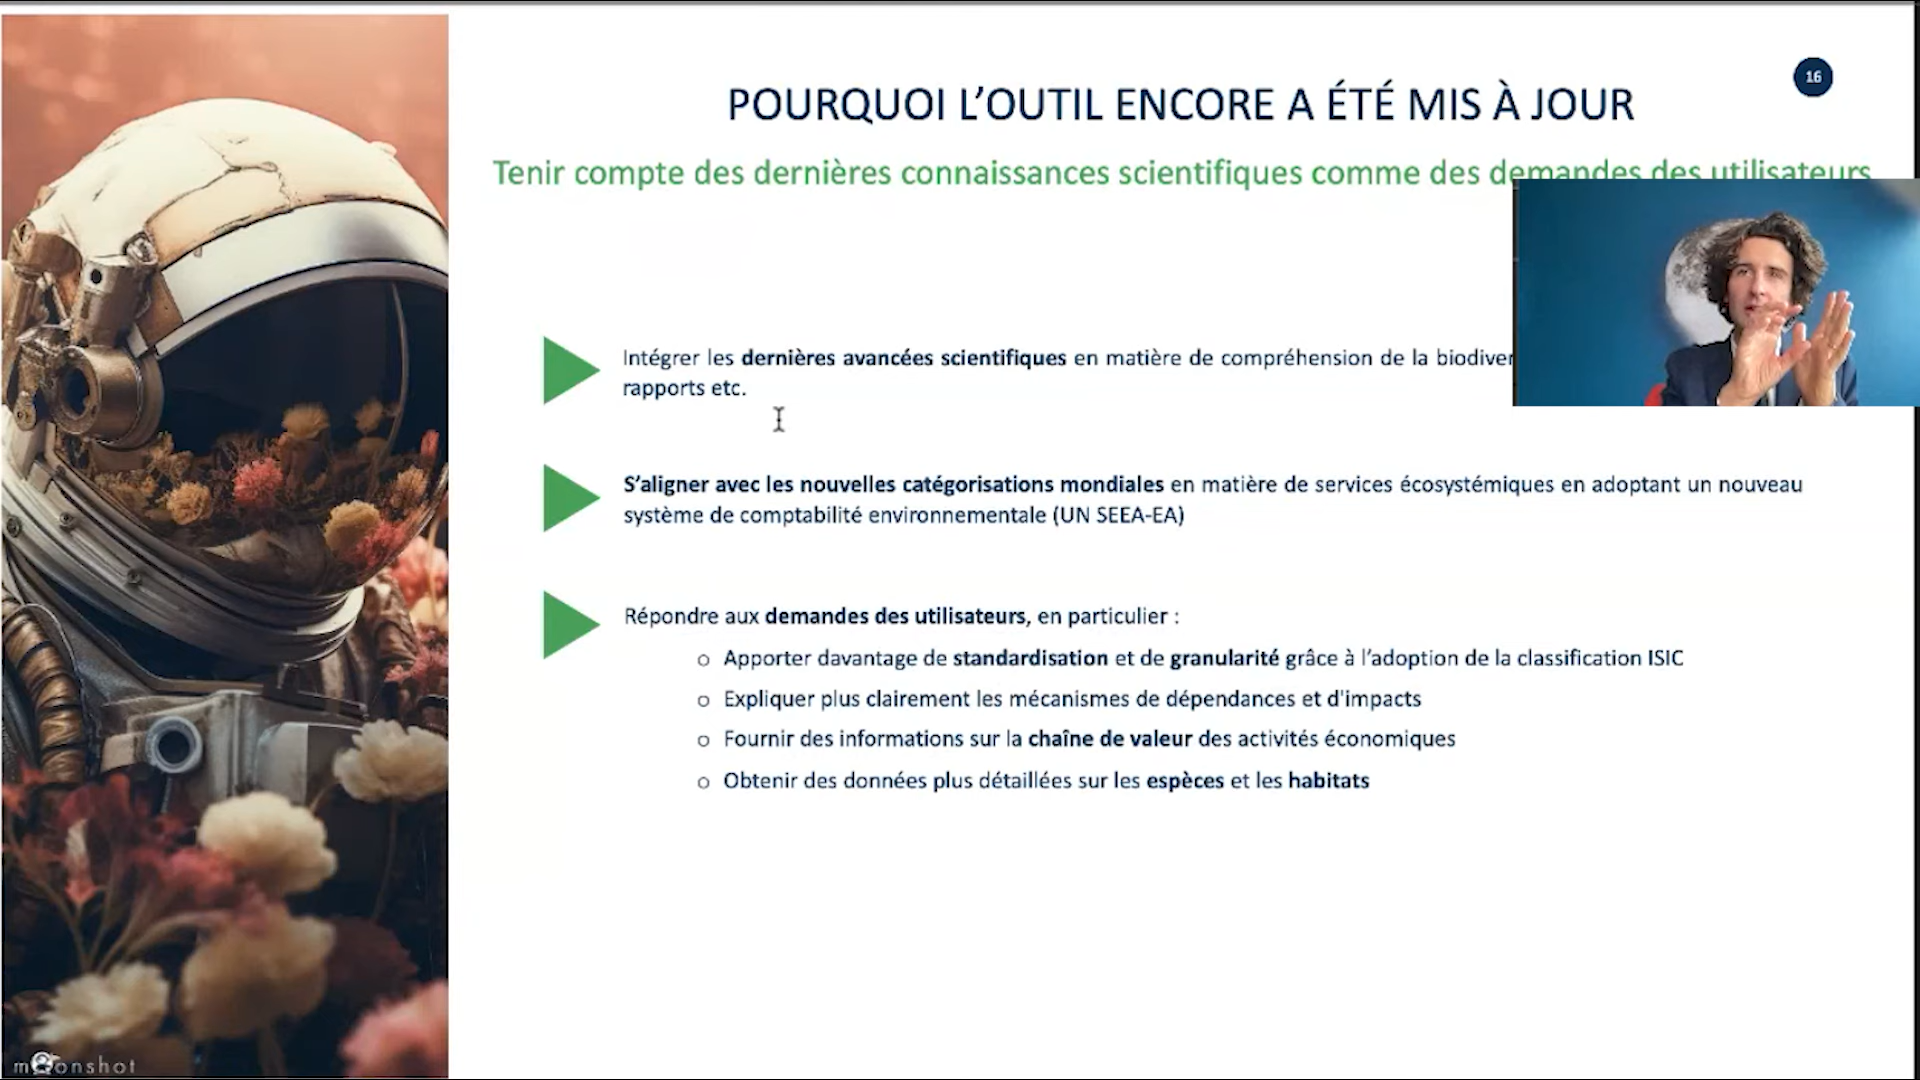 16
POURQUOI L’OUTIL ENCORE A ÉTÉ MIS À JOUR
Tenir compte des dernières connaissances scientifiques comme des demandes des utilisateurs
Intégrer les dernières avancées scientifiques en matière de compréhension de la
rapports etc.
S’aligner avec les nouvelles catégorisations mondiales en matière de services écosystémiques en adoptant un nouveau
système de comptabilité environnementale (UN SEEA-EA)
Répondre aux demandes des utilisateurs, en particulier :
o Apporter davantage de standardisation et de granularité grâce à l’adoption de la classification ISIC
o Expliquer plus clairement les mécanismes de dépendances et d'impacts
o Fournir des informations sur la chaîne de valeur des activités économiques
o Obtenir des données plus détaillées sur les espèces et les habitats
moonshot